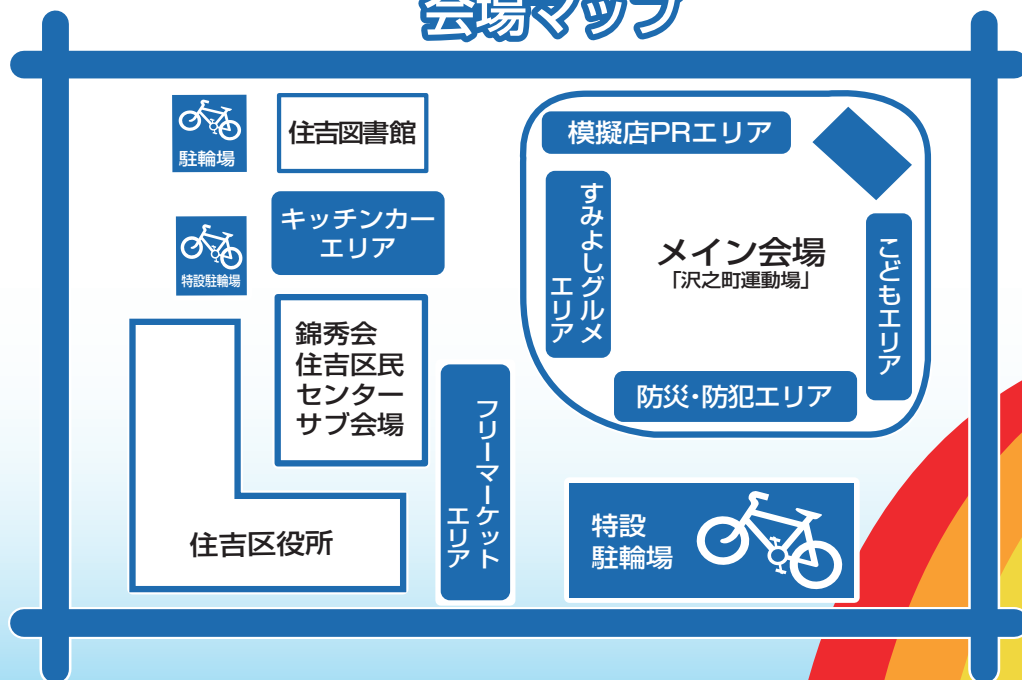 会場マップ
駐輪場
住吉図書館
特設駐輪場
キッチンカー
エリア
錦秀会
住吉区民
センター
サブ会場
住吉区役所
フリーマーケット
エリア
模擬店PRエリア
すみよしグルメ
エリア
メイン会場
「沢之町運動場」
こどもエリア
防災・防犯エリア
特設
駐輪場